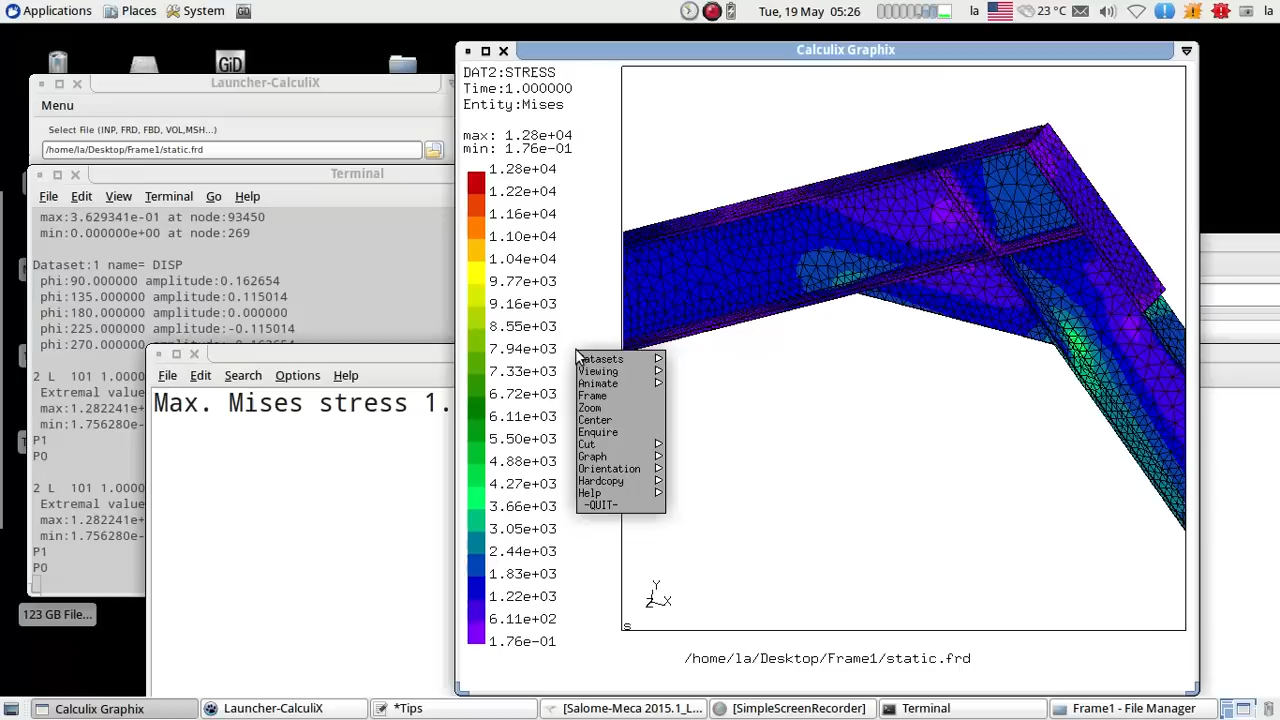 Applications Places System
Tue, 19 May 05:26
la
23 °C
la
GiD
Launcher-CalculiX
Menu
Select File (INP, FRD, FBD, VOL,MSH...)
/home/la/Desktop/Frame1/static.frd
Terminal
File Edit View Terminal Go Help
max:3.629341e-01 at node:93450
min:0.000000e+00 at node:269
Dataset:1 name= DISP
phi:90.000000 amplitude:0.162654
phi:135.000000 amplitude:0.115014
phi:180.000000 amplitude:0.000000
phi:225.000000 amplitude:-0.115014
2 L 101 1.0000
Extremal value
max:1.282241e+
min:1.756280e-
P1
P0
2 L 101 1.0000
Extremal value
max:1.282241e+
min:1.756280e-
P1
P0
123 GB File...
File Edit Search Options Help
Max. Mises stress 1.
Calculix Graphix
DAT2:STRESS
Time:1.000000
Entity:Mises
max: 1.28e+04
min: 1.76e-01
1.28e+04
1.22e+04
1.16e+04
1.10e+04
1.04e+04
9.77e+03
9.16e+03
8.55e+03
7.94e+03
7.33e+03
6.72e+03
6.11e+03
5.50e+03
4.88e+03
4.27e+03
3.66e+03
3.05e+03
2.44e+03
1.83e+03
1.22e+03
6.11e+02
1.76e-01
Viewing
Animate
Frame
Zoom
Center
Enquire
Cut
Graph
Orientation
Hardcopy
Help
-QUIT-
Y
Z X
s
/home/la/Desktop/Frame1/static.frd
Calculix Graphix
Launcher-CalculiX
*Tips
[Salome-Meca 2015.1_L...
[SimpleScreenRecorder]
Terminal
Frame1 - File Manager